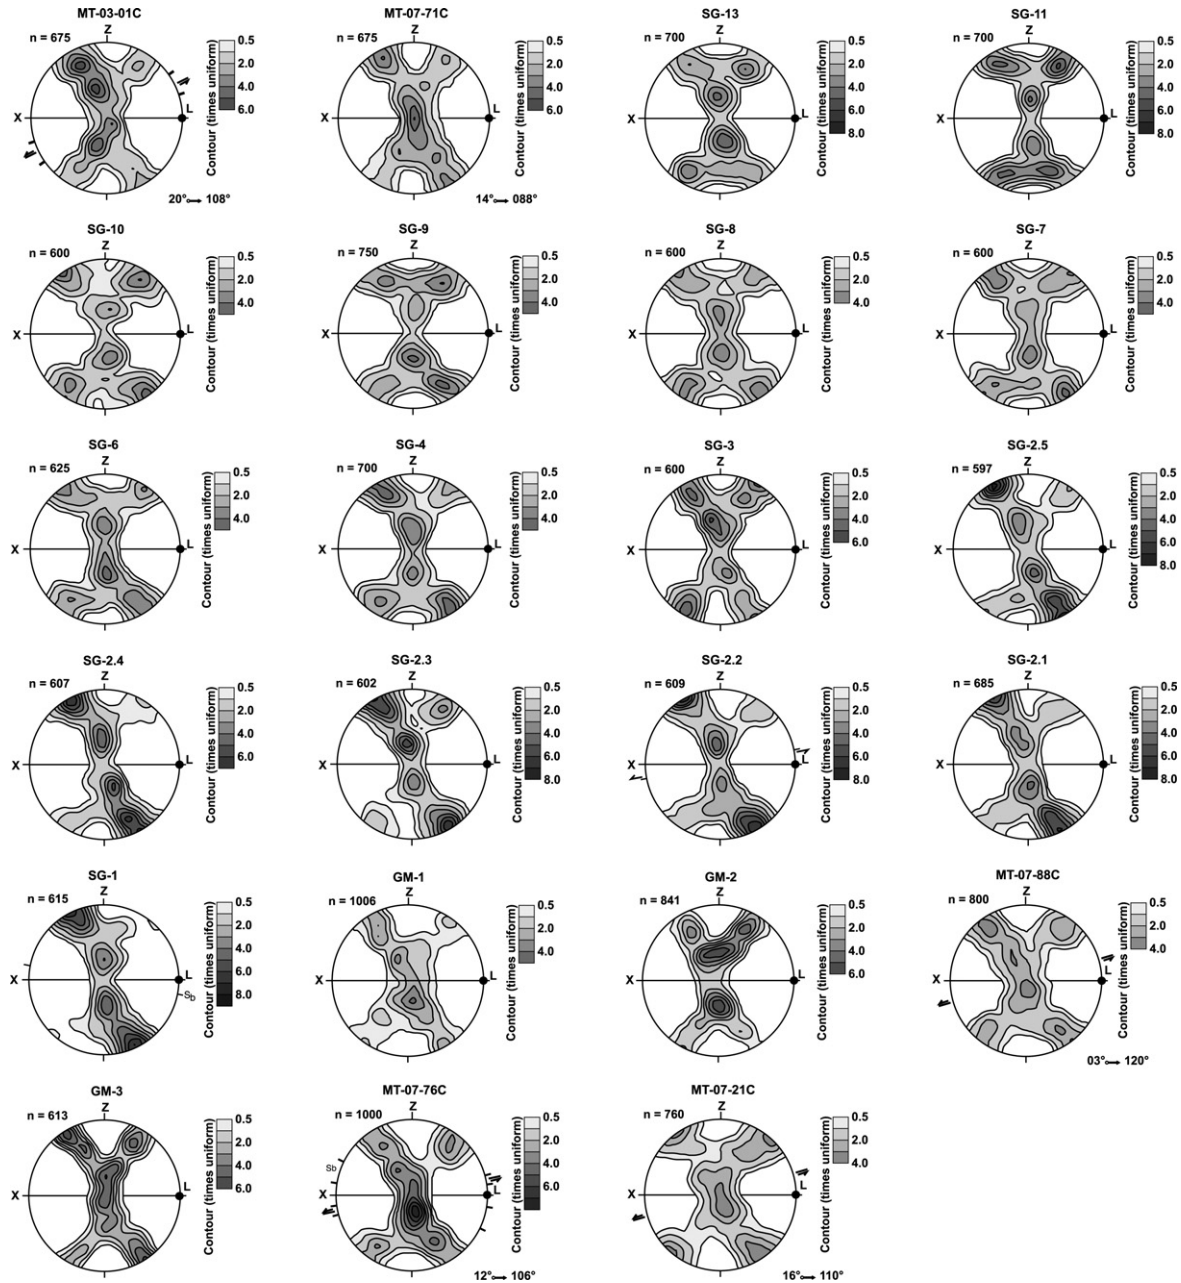 MT-03-01C
n = 675
Z
X
L
0.5
2.0
4.0
6.0
Contour (times uniform)
20° 108°
MT-07-71C
n = 675
Z
X
L
0.5
2.0
4.0
6.0
Contour (times uniform)
14° 088°
SG-13
n = 700
Z
X
L
0.5
2.0
4.0
6.0
8.0
Contour (times uniform)
SG-11
n = 700
Z
X
L
0.5
2.0
4.0
6.0
8.0
Contour (times uniform)
SG-10
n = 600
Z
X
L
0.5
2.0
4.0
Contour (times uniform)
SG-9
n = 750
Z
X
L
0.5
2.0
4.0
Contour (times uniform)
SG-8
n = 600
Z
X
L
0.5
2.0
4.0
Contour (times uniform)
SG-7
n = 600
Z
X
L
0.5
2.0
4.0
Contour (times uniform)
SG-6
n = 625
Z
X
L
0.5
2.0
4.0
Contour (times uniform)
SG-4
n = 700
Z
X
L
0.5
2.0
4.0
Contour (times uniform)
SG-3
n = 600
Z
X
L
0.5
2.0
4.0
6.0
Contour (times uniform)
SG-2.5
n = 597
Z
X
L
0.5
2.0
4.0
6.0
8.0
Contour (times uniform)
SG-2.4
n = 607
Z
X
L
0.5
2.0
4.0
6.0
Contour (times uniform)
SG-2.3
n = 602
Z
X
L
0.5
2.0
4.0
6.0
8.0
Contour (times uniform)
SG-2.2
n = 609
Z
X
L
0.5
2.0
4.0
6.0
8.0
Contour (times uniform)
SG-2.1
n = 685
Z
X
L
0.5
2.0
4.0
6.0
8.0
Contour (times uniform)
SG-1
n = 615
Z
X
L
Sb
0.5
2.0
4.0
6.0
8.0
Contour (times uniform)
GM-1
n = 1006
Z
X
L
0.5
2.0
4.0
Contour (times uniform)
GM-2
n = 841
Z
X
L
0.5
2.0
4.0
6.0
Contour (times uniform)
MT-07-88C
n = 800
Z
X
L
0.5
2.0
4.0
Contour (times uniform)
03° 120°
GM-3
n = 613
Z
X
L
0.5
2.0
4.0
6.0
Contour (times uniform)
MT-07-76C
n = 1000
Z
Sb
X
L
0.5
2.0
4.0
6.0
Contour (times uniform)
12° 106°
MT-07-21C
n = 760
Z
X
L
0.5
2.0
4.0
Contour (times uniform)
16° 110°